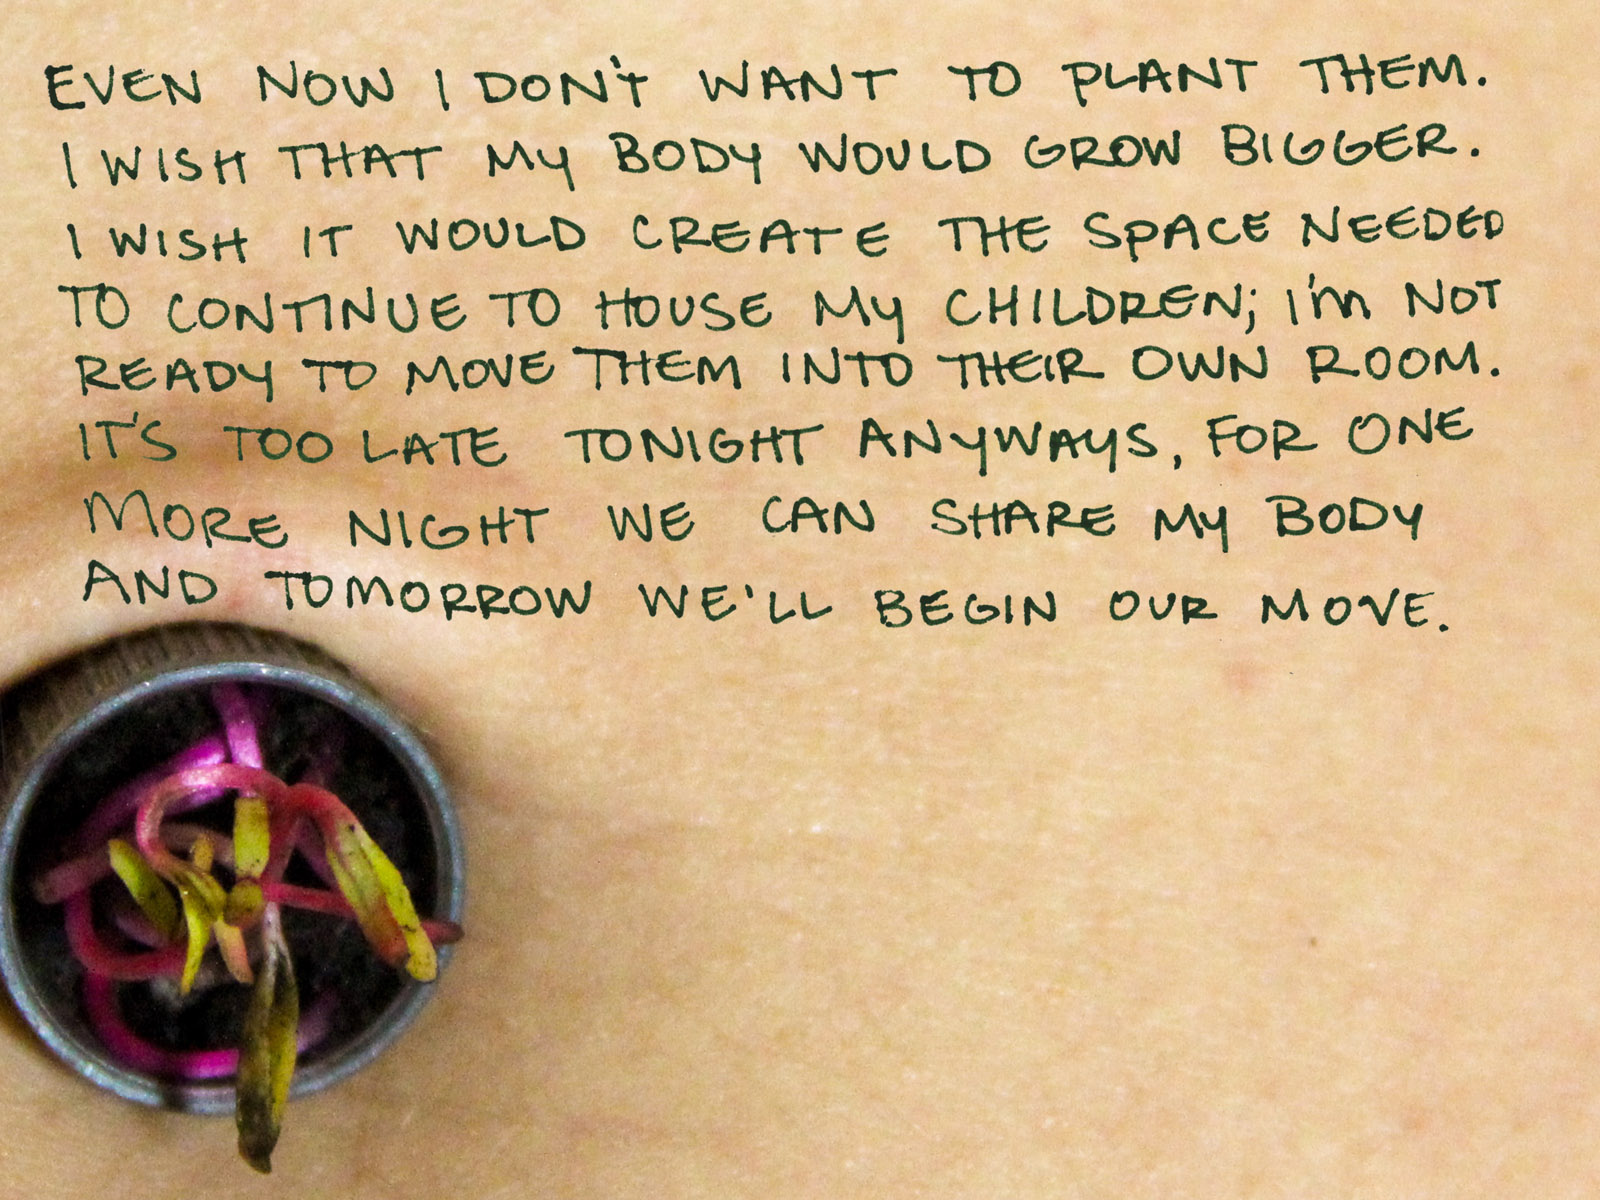 EVEN NOW I DON'T WANT TO PLANT THEM.
I WISH THAT MY BODY WOULD GROW BIGGER.
I WISH IT WOULD CREATE THE SPACE NEEDED
TO CONTINUE TO HOUSE MY CHILDREN; I'M NOT
READY TO MOVE THEM INTO THEIR OWN ROOM.
IT'S TOO LATE TONIGHT ANYWAYS, FOR ONE
MORE NIGHT WE CAN SHARE MY BODY
AND TOMORROW WE'LL BEGIN OUR MOVE.